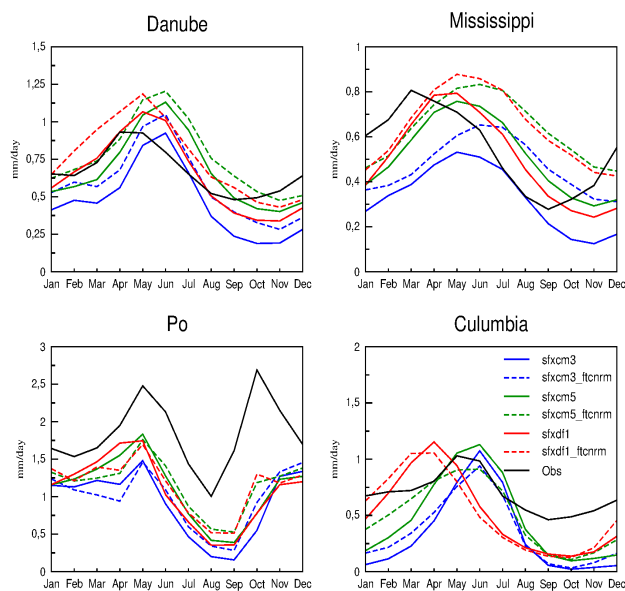 Danube
Mississippi
1,5
1,25
1
0,75
0,5
0,25
0
mm/day
Jan Feb Mar Apr May Jun Jul Aug Sep Oct Nov Dec
1
0,8
0,6
0,4
0,2
0
mm/day
Jan Feb Mar Apr May Jun Jul Aug Sep Oct Nov Dec
Po
Culumbia
3
2,5
2
1,5
1
0,5
0
mm/day
Jan Feb Mar Apr May Jun Jul Aug Sep Oct Nov Dec
2
1,5
1
0,5
0
mm/day
sfxcm3
sfxcm3_ftcnrm
sfxcm5
sfxcm5_ftcnrm
sfxdf1
sfxdf1_ftcnrm
Obs
Jan Feb Mar Apr May Jun Jul Aug Sep Oct Nov Dec